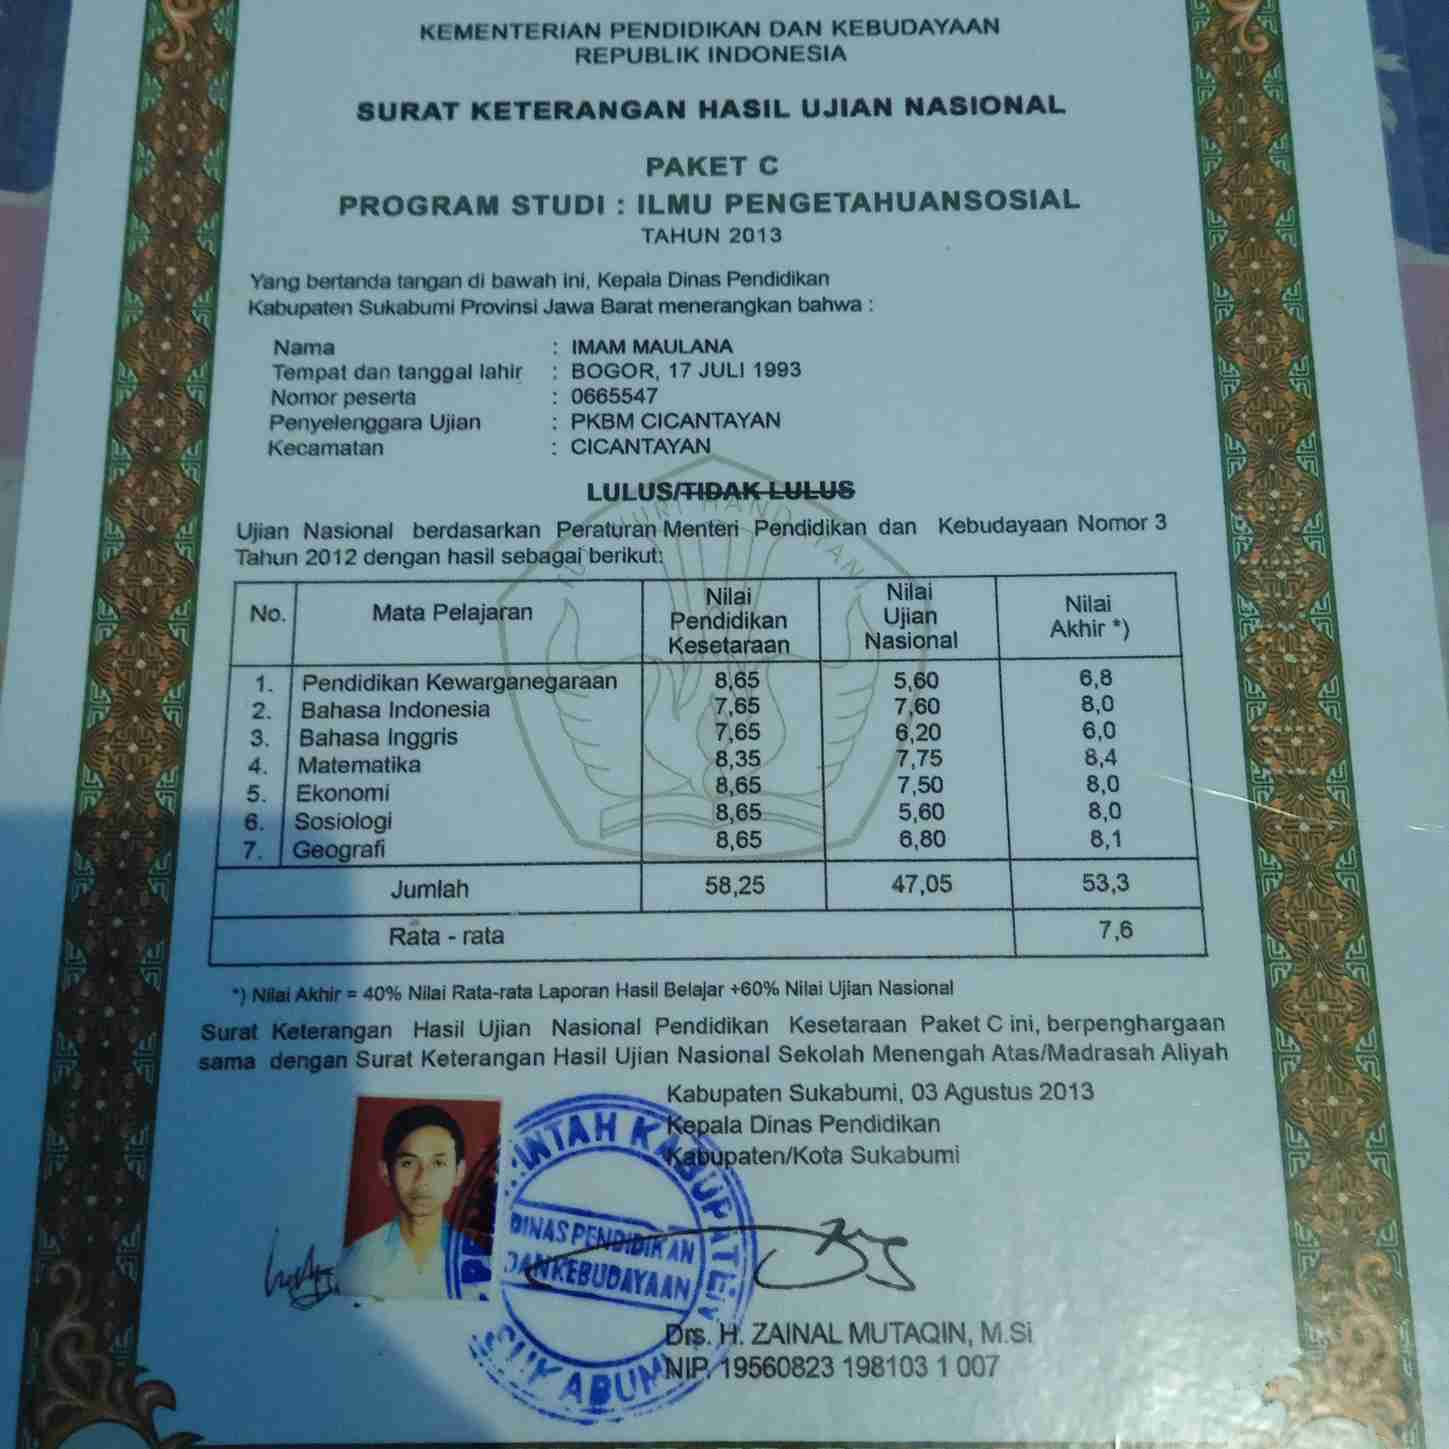 KEMENTERIAN PENDIDIKAN DAN KEBUDAYAAN
REPUBLIK INDONESIA
SURAT KETERANGAN HASIL UJIAN NASIONAL
PAKET C
PROGRAM STUDI : ILMU PENGETAHUANSOSIAL
TAHUN 2013
Yang bertanda tangan di bawah ini, Kepala Dinas Pendidikan
Kabupaten Sukabumi Provinsi Jawa Barat menerangkan bahwa :
Nama : IMAM MAULANA
Tempat dan tanggal lahir : BOGOR, 17 JULI 1993
Nomor peserta : 0665547
Penyelenggara Ujian : PKBM CICANTAYAN
Kecamatan : CICANTAYAN
LULUS/TIDAK LULUS
Ujian Nasional berdasarkan Peraturan Menteri Pendidikan dan Kebudayaan Nomor 3
Tahun 2012 dengan hasil sebagai berikut:
No. Mata Pelajaran Nilai Pendidikan Kesetaraan Nilai Ujian Nasional Nilai Akhir *)
1. Pendidikan Kewarganegaraan 8,65 5,60 6,8
2. Bahasa Indonesia 7,65 7,60 8,0
3. Bahasa Inggris 7,65 6,20 6,0
4. Matematika 8,35 7,75 8,4
5. Ekonomi 8,65 7,50 8,0
6. Sosiologi 8,65 5,60 8,0
7. Geografi 8,65 6,80 8,1
Jumlah 58,25 47,05 53,3
Rata - rata 7,6
*) Nilai Akhir = 40% Nilai Rata-rata Laporan Hasil Belajar +60% Nilai Ujian Nasional
Surat Keterangan Hasil Ujian Nasional Pendidikan Kesetaraan Paket C ini, berpenghargaan
sama dengan Surat Keterangan Hasil Ujian Nasional Sekolah Menengah Atas/Madrasah Aliyah
Kabupaten Sukabumi, 03 Agustus 2013
Kepala Dinas Pendidikan
Kabupaten/Kota Sukabumi
DINAS PENDIDIKAN
DAN KEBUDAYAAN
KABUPATEN
SUKABUMI
Drs. H. ZAINAL MUTAQIN, M.Si
NIP. 19560823 198103 1 007